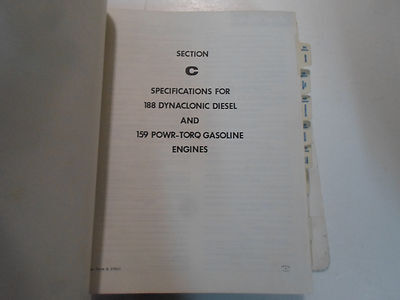 SECTION
C
SPECIFICATIONS FOR
188 DYNACLONIC DIESEL
AND
159 POWR-TORQ GASOLINE
ENGINES